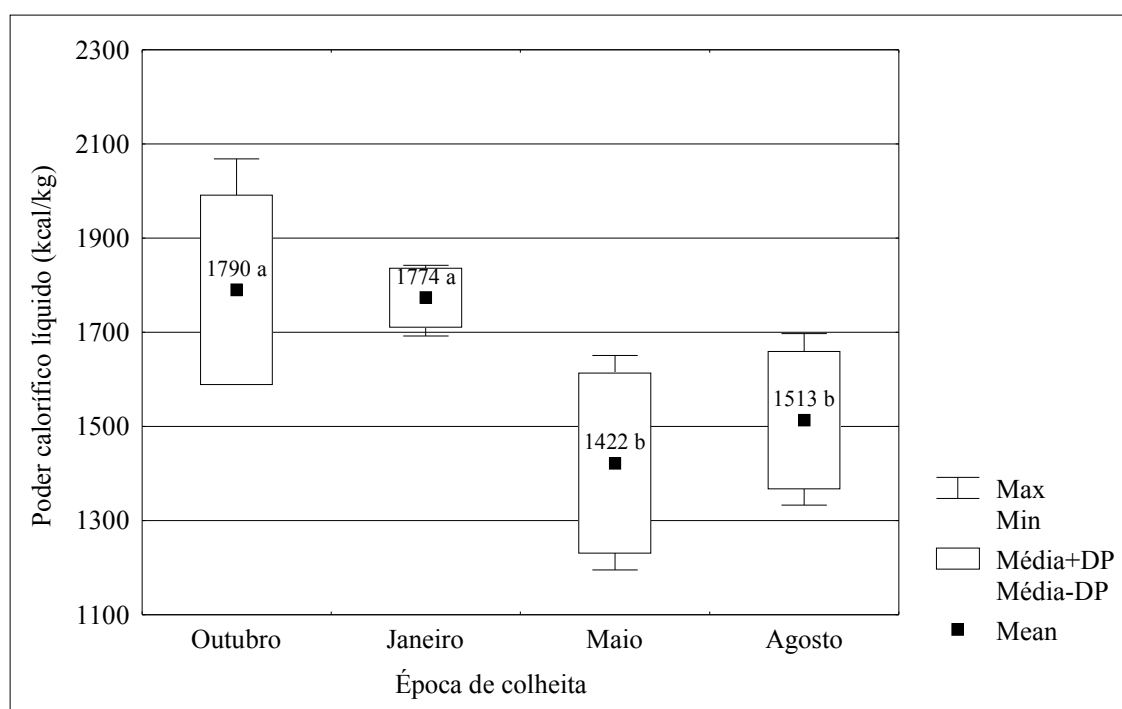 2300
2100
1900
1700
1500
1300
1100
Poder calorífico líquido (kcal/kg)
1790 a
1774 a
1422 b
1513 b
Outubro
Janeiro
Maio
Agosto
Época de colheita
Max
Min
Média+DP
Média-DP
Mean